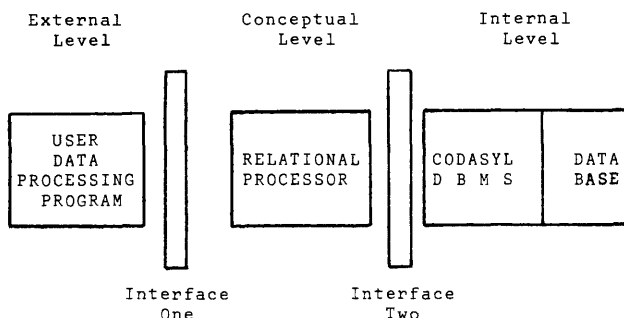 External Level
Conceptual Level
Internal Level
USER
DATA
PROCESSING
PROGRAM
RELATIONAL
PROCESSOR
CODASYL
D B M S
DATA
BASE
Interface One
Interface Two